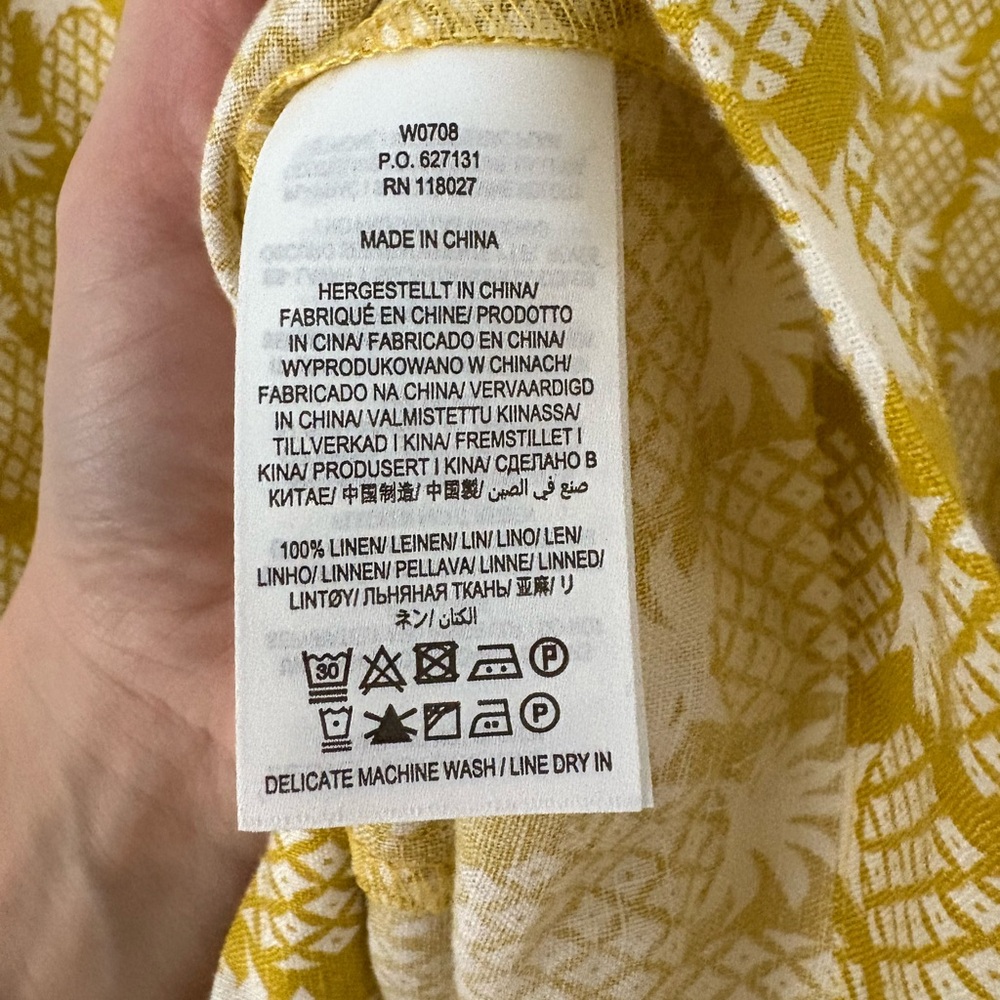 W0708
P.O. 627131
RN 118027
MADE IN CHINA
HERGESTELLT IN CHINA/
FABRIQUÉ EN CHINE/ PRODOTTO
IN CINA/ FABRICADO EN CHINA/
WYPRODUKOWANO W CHINACH/
FABRICADO NA CHINA/ VERVAARDIGD
IN CHINA/ VALMISTETTU KIINASSA/
TILLVERKAD I KINA/ FREMSTILLET I
KINA/ PRODUSERT I KINA/ СДЕЛАНО В
КИТАЕ/ 中国制造/ 中国製/ صنع في الصين
100% LINEN/ LEINEN/ LIN/ LINO/ LEN/
LINHO/ LINNEN/ PELLAVA/ LINNE/ LINNED/
LINTØY/ ЛЬНЯНАЯ ТКАНЬ/ 亚麻/ リ
ネン/ الكتان
30 P
P
DELICATE MACHINE WASH / LINE DRY IN